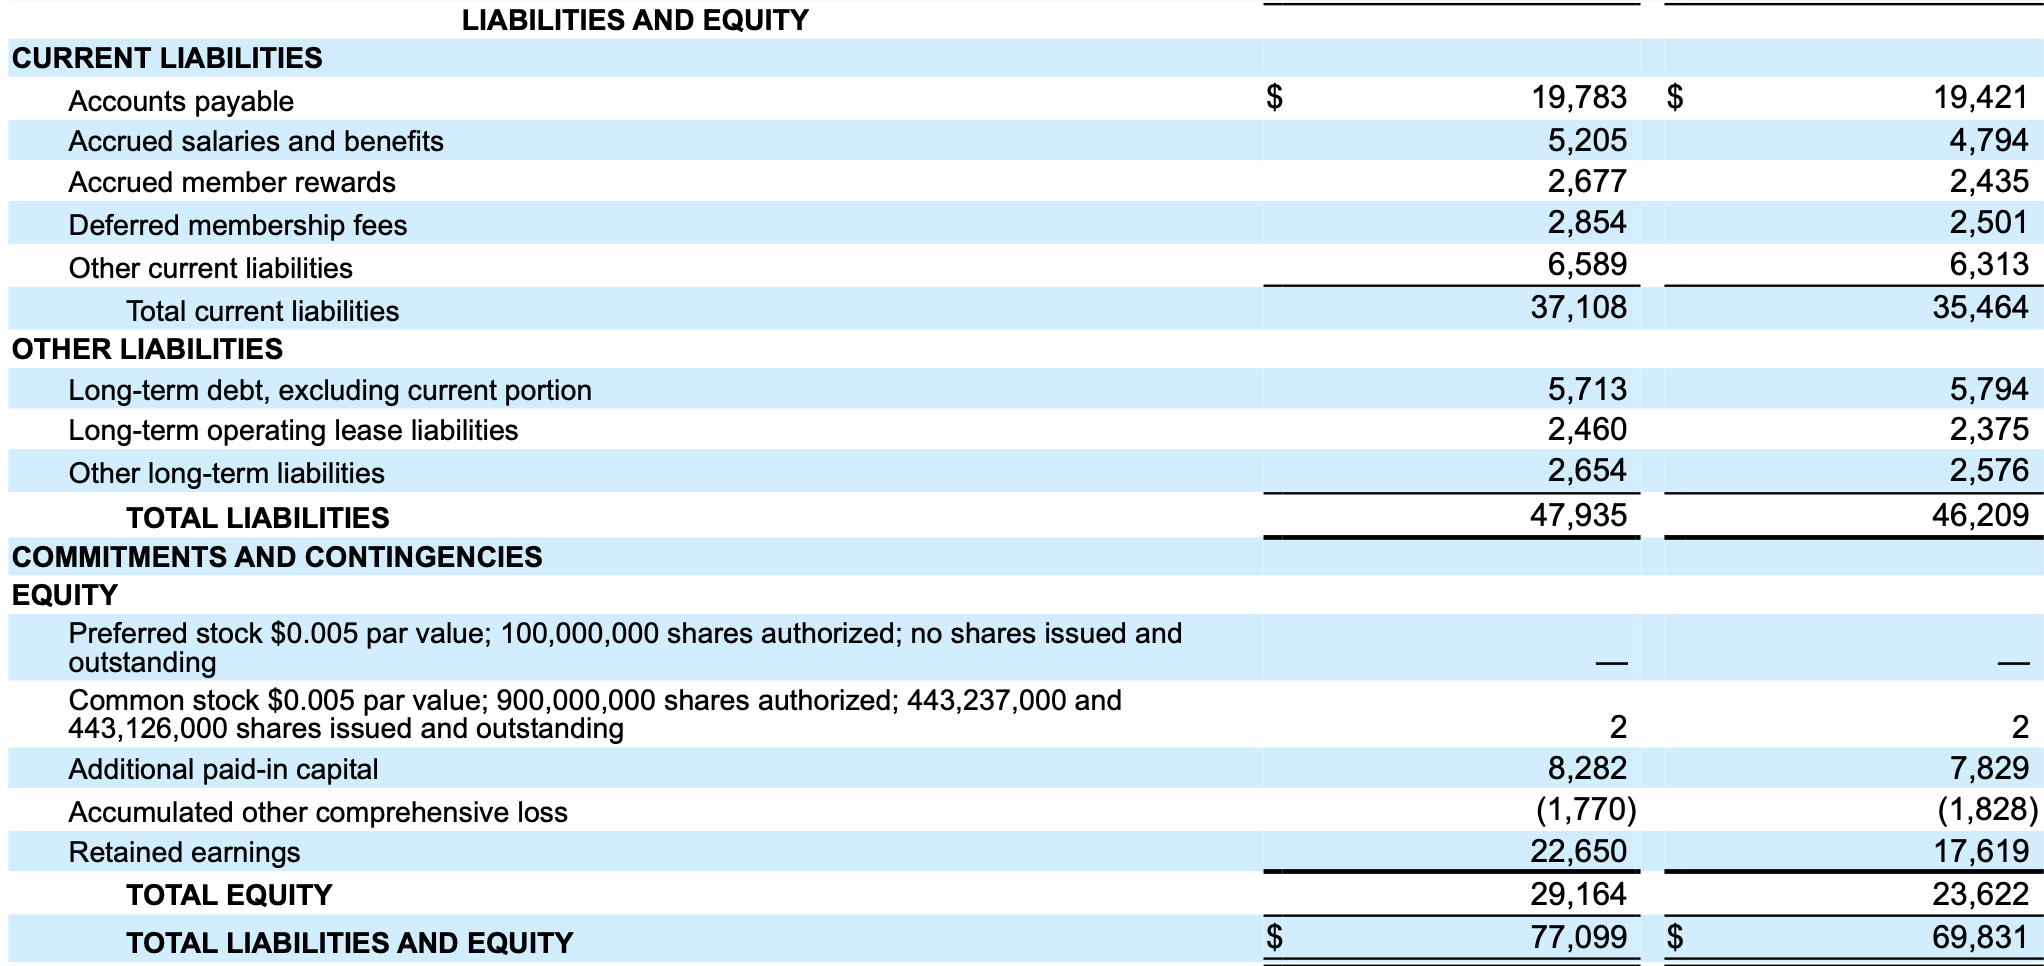 LIABILITIES AND EQUITY
CURRENT LIABILITIES
Accounts payable $ 19,783 $ 19,421
Accrued salaries and benefits 5,205 4,794
Accrued member rewards 2,677 2,435
Deferred membership fees 2,854 2,501
Other current liabilities 6,589 6,313
Total current liabilities 37,108 35,464
OTHER LIABILITIES
Long-term debt, excluding current portion 5,713 5,794
Long-term operating lease liabilities 2,460 2,375
Other long-term liabilities 2,654 2,576
TOTAL LIABILITIES 47,935 46,209
COMMITMENTS AND CONTINGENCIES
EQUITY
Preferred stock $0.005 par value; 100,000,000 shares authorized; no shares issued and
outstanding — —
Common stock $0.005 par value; 900,000,000 shares authorized; 443,237,000 and
443,126,000 shares issued and outstanding 2 2
Additional paid-in capital 8,282 7,829
Accumulated other comprehensive loss (1,770) (1,828)
Retained earnings 22,650 17,619
TOTAL EQUITY 29,164 23,622
TOTAL LIABILITIES AND EQUITY $ 77,099 $ 69,831